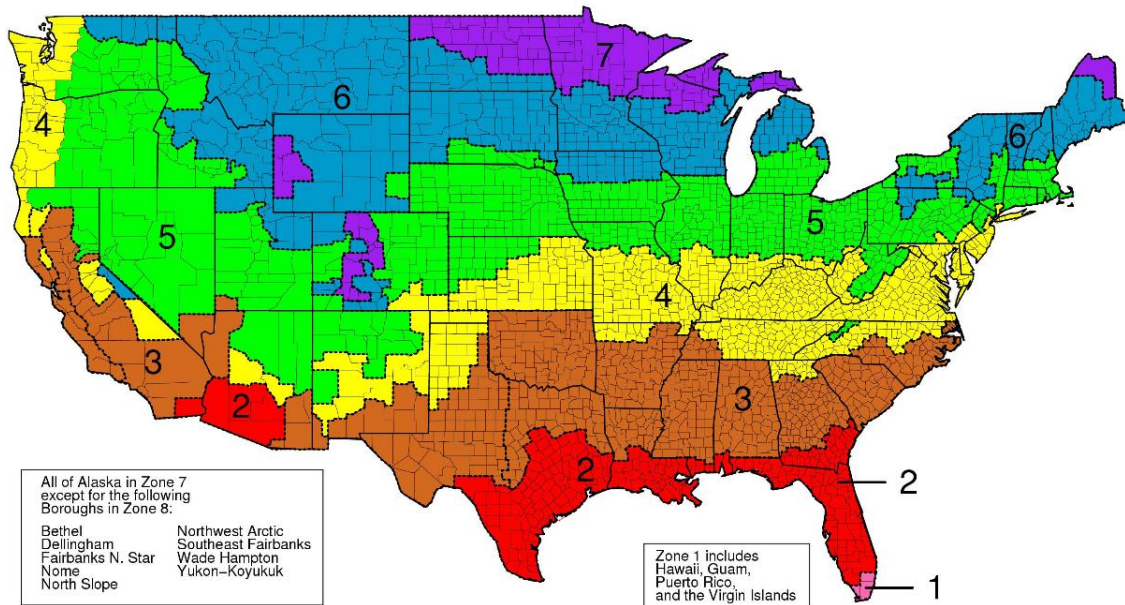 7
6
4
6
5
5
4
3
3
2
2
2
1
All of Alaska in Zone 7
except for the following
Boroughs in Zone 8:
Bethel Northwest Arctic
Dellingham Southeast Fairbanks
Fairbanks N. Star Wade Hampton
Nome Yukon-Koyukuk
North Slope
Zone 1 includes
Hawaii, Guam,
Puerto Rico,
and the Virgin Islands